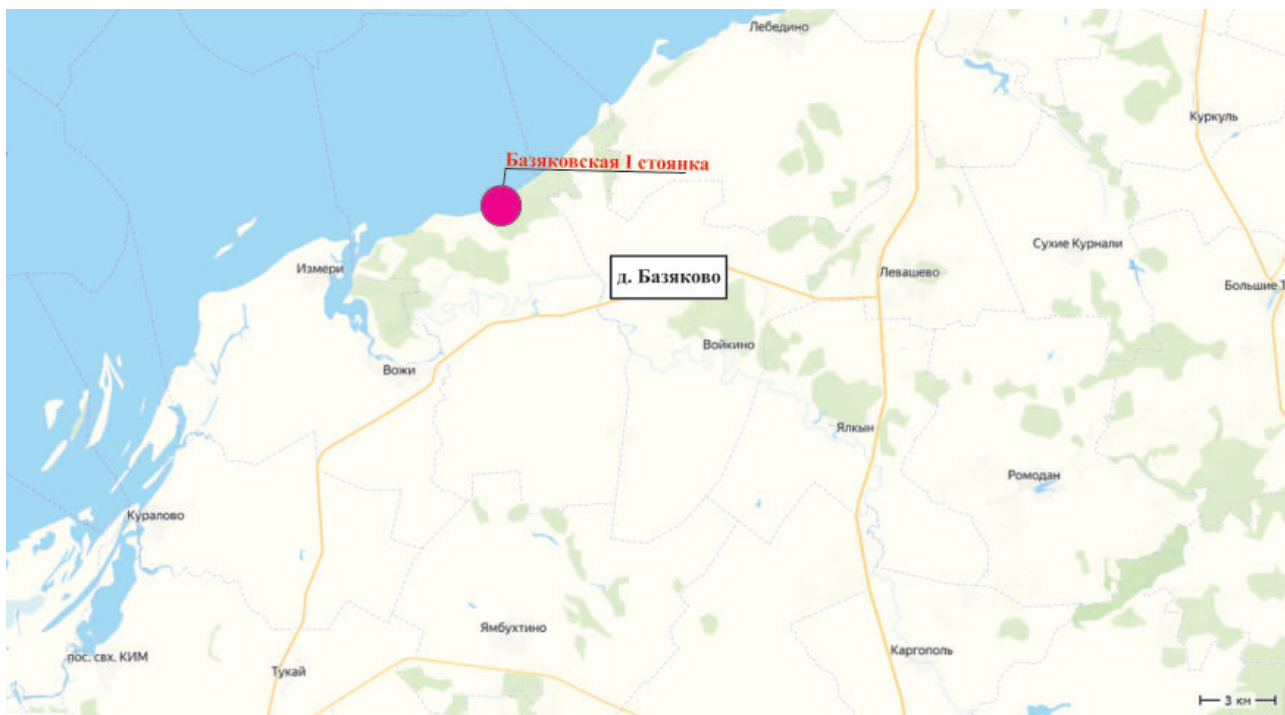 Лебедино
Куркуль
Базяковская I стоянка
Сухие Курнали
Измери
д. Базяково
Левашево
Большие Т
Войкино
Вожи
Ялкын
Ромодан
Куралово
Ямбухтино
Каргополь
пос. свх. КИМ
Тукай
3 км